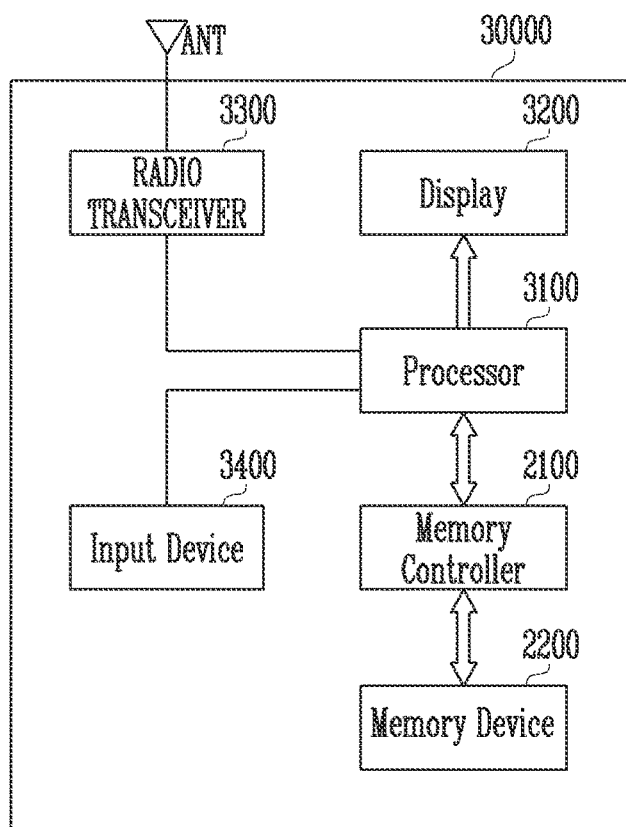 ANT
30000
3300
RADIO
TRANSCEIVER
3200
Display
3100
Processor
3400
Input Device
2100
Memory
Controller
2200
Memory Device